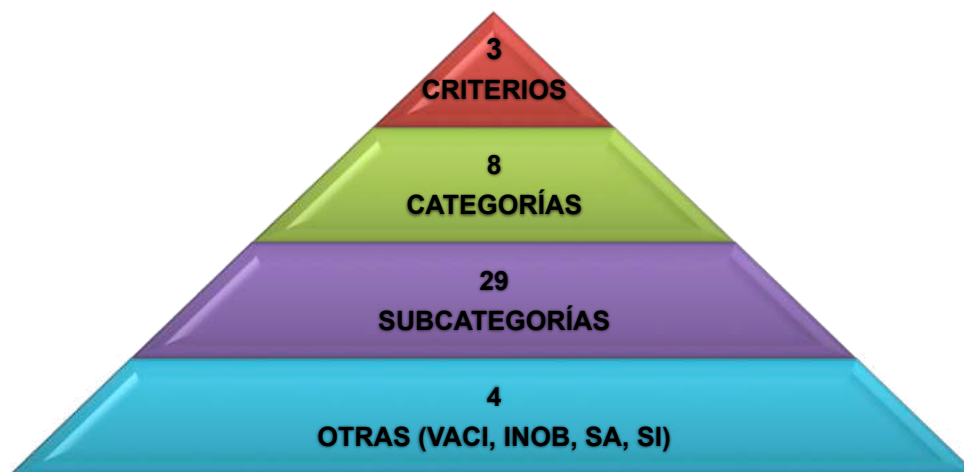 3
CRITERIOS
8
CATEGORÍAS
29
SUBCATEGORÍAS
4
OTRAS (VACI, INOB, SA, SI)